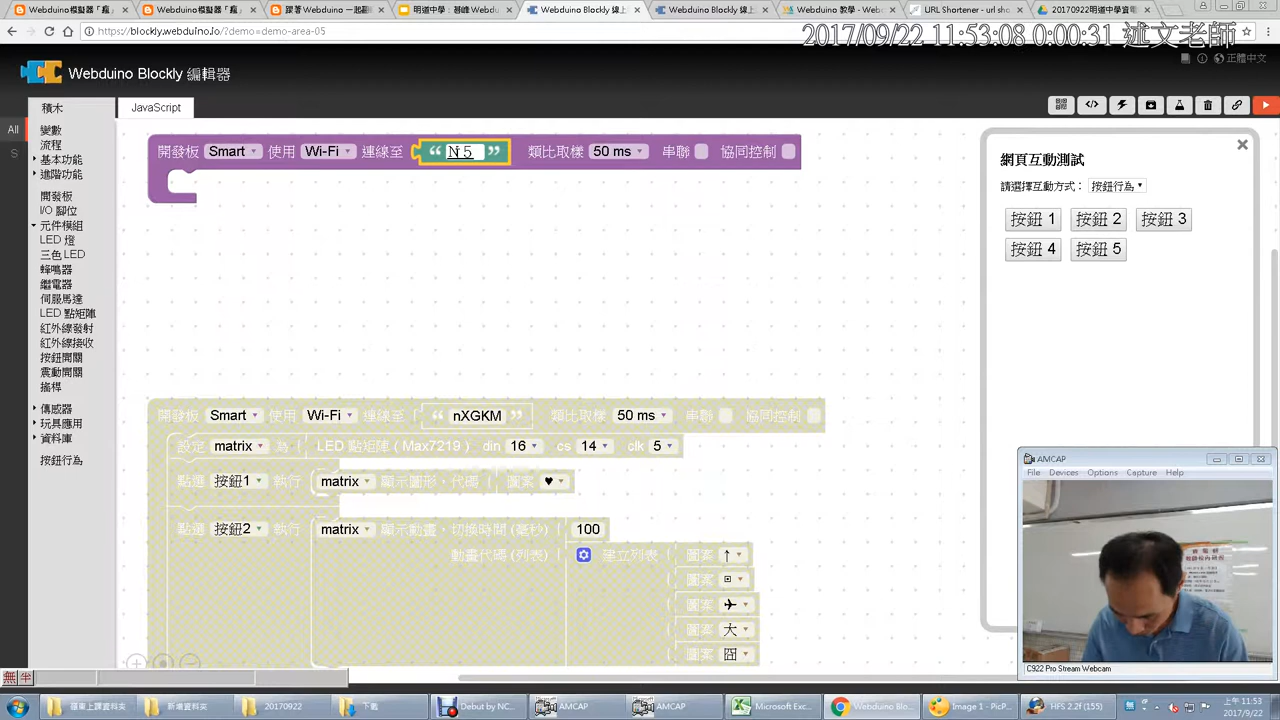 Webduino模擬器「瘋」
Webduino模擬器「瘋」
跟著 Webduino 一起翻
明道中學：翻峰 Webdu
Webduino Blockly 線上
Webduino Blockly 線上
Webduino 教學 - Webdu
URL Shortener - url sho
20170922明道中學資訊
https://blockly.webduino.io/?demo=demo-area-05
2017/09/22 11:53:08 0:00:31 述文老師
Webduino Blockly 編輯器
正體中文
積木
JavaScript
All
S
變數
流程
基本功能
進階功能
開發板
I/O 腳位
元件模組
LED 燈
三色 LED
蜂鳴器
繼電器
伺服馬達
LED 點矩陣
紅外線發射
紅外線接收
按鈕開關
震動開關
搖桿
傳感器
玩具應用
資料庫
按鈕行為
開發板 Smart 使用 Wi-Fi 連線至 “ N 5 ” 類比取樣 50 ms 串聯 協同控制
網頁互動測試
請選擇互動方式： 按鈕行為
按鈕 1 按鈕 2 按鈕 3
按鈕 4 按鈕 5
開發板 Smart 使用 Wi-Fi 連線至 “ nXGKM ” 類比取樣 50 ms 串聯 協同控制
設定 matrix 為 LED 點矩陣 ( Max7219 ) din 16 cs 14 clk 5
點選 按鈕1 執行 matrix 顯示圖形，代碼 圖案 ♥
點選 按鈕2 執行 matrix 顯示動畫，切換時間 (毫秒) 100
動畫代碼 (列表) 建立列表 圖案 ↑
圖案
圖案 ✈
圖案 大
圖案 囧
AMCAP
File Devices Options Capture Help
C922 Pro Stream Webcam
無 半
蘋果上課資料夾
新增資料夾
20170922
下載
Debut by NC...
AMCAP
AMCAP
Microsoft Exc...
Webduino Blo...
Image 1 - PicP...
HFS 2.2f (155)
上午 11:53
2017/9/22